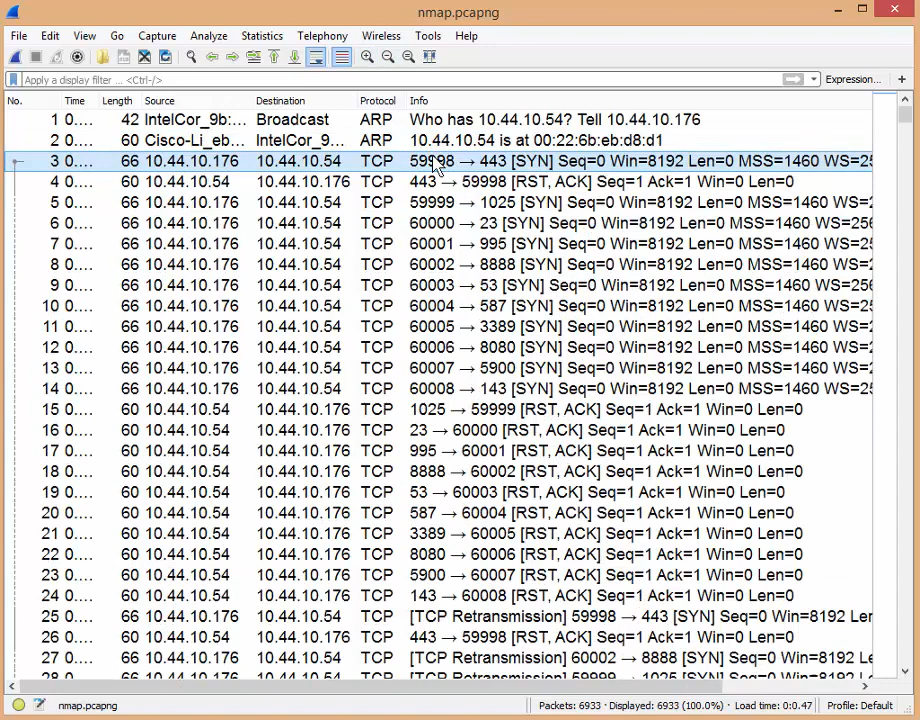 nmap.pcapng
File Edit View Go Capture Analyze Statistics Telephony Wireless Tools Help
Apply a display filter ... <Ctrl-/> Expression... +
No. Time Length Source Destination Protocol Info
1 0.... 42 IntelCor_9b:... Broadcast ARP Who has 10.44.10.54? Tell 10.44.10.176
2 0.... 60 Cisco-Li_eb... IntelCor_9... ARP 10.44.10.54 is at 00:22:6b:eb:d8:d1
3 0.... 66 10.44.10.176 10.44.10.54 TCP 59998 → 443 [SYN] Seq=0 Win=8192 Len=0 MSS=1460 WS=25
4 0.... 60 10.44.10.54 10.44.10.176 TCP 443 → 59998 [RST, ACK] Seq=1 Ack=1 Win=0 Len=0
5 0.... 66 10.44.10.176 10.44.10.54 TCP 59999 → 1025 [SYN] Seq=0 Win=8192 Len=0 MSS=1460 WS=2
6 0.... 66 10.44.10.176 10.44.10.54 TCP 60000 → 23 [SYN] Seq=0 Win=8192 Len=0 MSS=1460 WS=256
7 0.... 66 10.44.10.176 10.44.10.54 TCP 60001 → 995 [SYN] Seq=0 Win=8192 Len=0 MSS=1460 WS=25
8 0.... 66 10.44.10.176 10.44.10.54 TCP 60002 → 8888 [SYN] Seq=0 Win=8192 Len=0 MSS=1460 WS=2
9 0.... 66 10.44.10.176 10.44.10.54 TCP 60003 → 53 [SYN] Seq=0 Win=8192 Len=0 MSS=1460 WS=256
10 0.... 66 10.44.10.176 10.44.10.54 TCP 60004 → 587 [SYN] Seq=0 Win=8192 Len=0 MSS=1460 WS=25
11 0.... 66 10.44.10.176 10.44.10.54 TCP 60005 → 3389 [SYN] Seq=0 Win=8192 Len=0 MSS=1460 WS=2
12 0.... 66 10.44.10.176 10.44.10.54 TCP 60006 → 8080 [SYN] Seq=0 Win=8192 Len=0 MSS=1460 WS=2
13 0.... 66 10.44.10.176 10.44.10.54 TCP 60007 → 5900 [SYN] Seq=0 Win=8192 Len=0 MSS=1460 WS=2
14 0.... 66 10.44.10.176 10.44.10.54 TCP 60008 → 143 [SYN] Seq=0 Win=8192 Len=0 MSS=1460 WS=25
15 0.... 60 10.44.10.54 10.44.10.176 TCP 1025 → 59999 [RST, ACK] Seq=1 Ack=1 Win=0 Len=0
16 0.... 60 10.44.10.54 10.44.10.176 TCP 23 → 60000 [RST, ACK] Seq=1 Ack=1 Win=0 Len=0
17 0.... 60 10.44.10.54 10.44.10.176 TCP 995 → 60001 [RST, ACK] Seq=1 Ack=1 Win=0 Len=0
18 0.... 60 10.44.10.54 10.44.10.176 TCP 8888 → 60002 [RST, ACK] Seq=1 Ack=1 Win=0 Len=0
19 0.... 60 10.44.10.54 10.44.10.176 TCP 53 → 60003 [RST, ACK] Seq=1 Ack=1 Win=0 Len=0
20 0.... 60 10.44.10.54 10.44.10.176 TCP 587 → 60004 [RST, ACK] Seq=1 Ack=1 Win=0 Len=0
21 0.... 60 10.44.10.54 10.44.10.176 TCP 3389 → 60005 [RST, ACK] Seq=1 Ack=1 Win=0 Len=0
22 0.... 60 10.44.10.54 10.44.10.176 TCP 8080 → 60006 [RST, ACK] Seq=1 Ack=1 Win=0 Len=0
23 0.... 60 10.44.10.54 10.44.10.176 TCP 5900 → 60007 [RST, ACK] Seq=1 Ack=1 Win=0 Len=0
24 0.... 60 10.44.10.54 10.44.10.176 TCP 143 → 60008 [RST, ACK] Seq=1 Ack=1 Win=0 Len=0
25 0.... 66 10.44.10.176 10.44.10.54 TCP [TCP Retransmission] 59998 → 443 [SYN] Seq=0 Win=8192 Ler
26 0.... 60 10.44.10.54 10.44.10.176 TCP 443 → 59998 [RST, ACK] Seq=1 Ack=1 Win=0 Len=0
27 0.... 66 10.44.10.176 10.44.10.54 TCP [TCP Retransmission] 60002 → 8888 [SYN] Seq=0 Win=8192 L
28 0.... 66 10.44.10.176 10.44.10.54 TCP [TCP Retransmission] 59999 → 1025 [SYN] Seq=0 Win=8192 L
nmap.pcapng Packets: 6933 · Displayed: 6933 (100.0%) · Load time: 0:0.47 Profile: Default